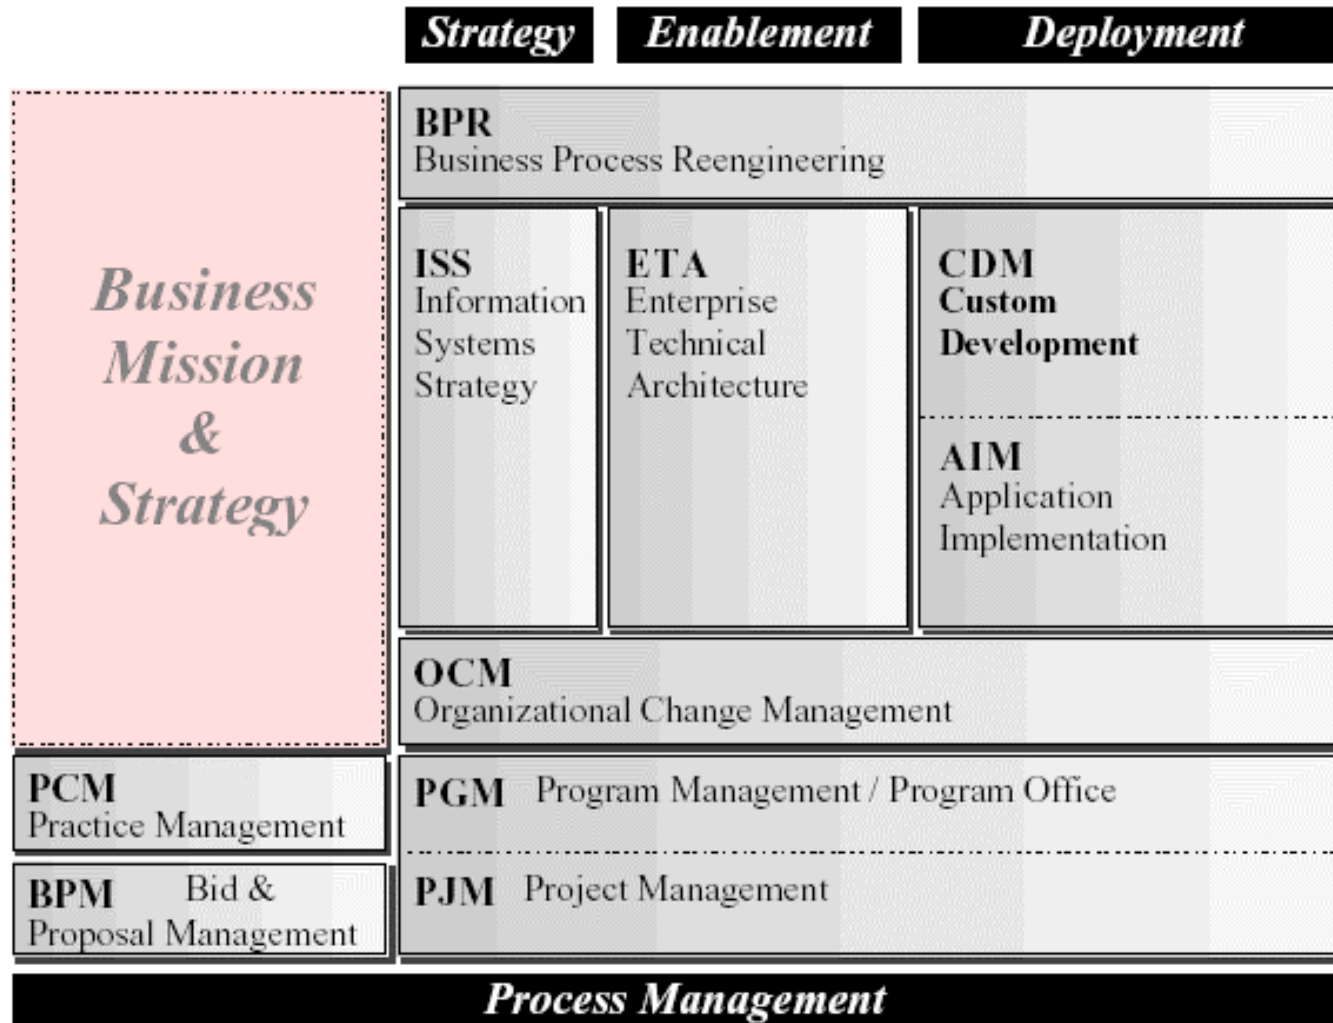 Strategy Enablement Deployment
BPR
Business Process Reengineering
Business
Mission
&
Strategy
ISS
Information
Systems
Strategy
ETA
Enterprise
Technical
Architecture
CDM
Custom
Development
AIM
Application
Implementation
OCM
Organizational Change Management
PCM
Practice Management
BPM Bid &
Proposal Management
PGM Program Management / Program Office
PJM Project Management
Process Management